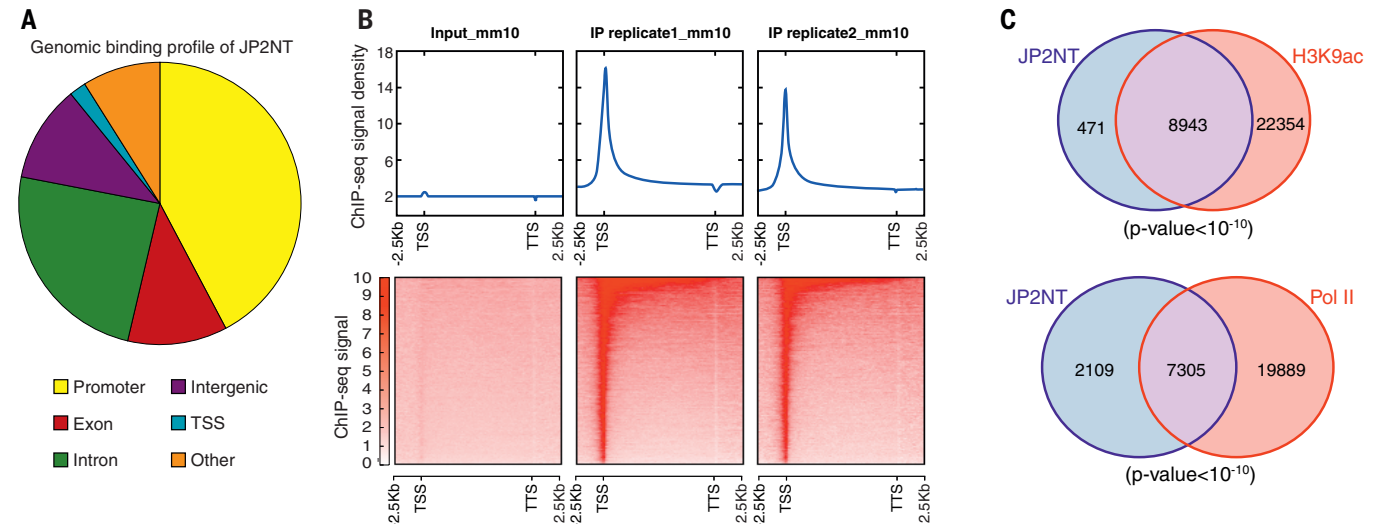 A
Genomic binding profile of JP2NT
Promoter
Intergenic
Exon
TSS
Intron
Other
B
Input_mm10
IP replicate1_mm10
IP replicate2_mm10
ChIP-seq signal density
18
14
10
6
2
-2.5Kb
TSS
TTS
2.5Kb
-2.5Kb
TSS
TTS
2.5Kb
-2.5Kb
TSS
TTS
2.5Kb
ChIP-seq signal
10
9
8
7
6
5
4
3
2
1
0
2.5Kb
TSS
TTS
2.5Kb
-2.5Kb
TSS
TTS
2.5Kb
-2.5Kb
TSS
TTS
2.5Kb
C
JP2NT
H3K9ac
471
8943
22354
(p-value<10⁻¹⁰)
JP2NT
Pol II
2109
7305
19889
(p-value<10⁻¹⁰)